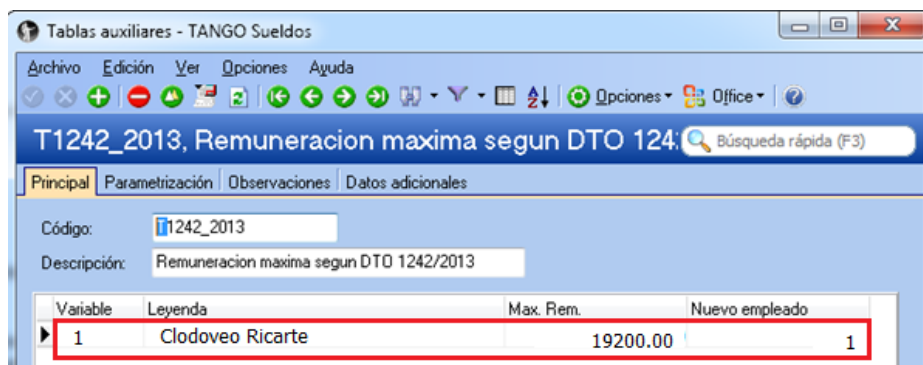 Tablas auxiliares - TANGO Sueldos
Archivo Edición Ver Opciones Ayuda
Opciones Office
T1242_2013, Remuneracion maxima segun DTO 124 Búsqueda rápida (F3)
Principal Parametrización Observaciones Datos adicionales
Código: T1242_2013
Descripción: Remuneracion maxima segun DTO 1242/2013
Variable Leyenda Max. Rem. Nuevo empleado
1 Clodoveo Ricarte 19200.00 1